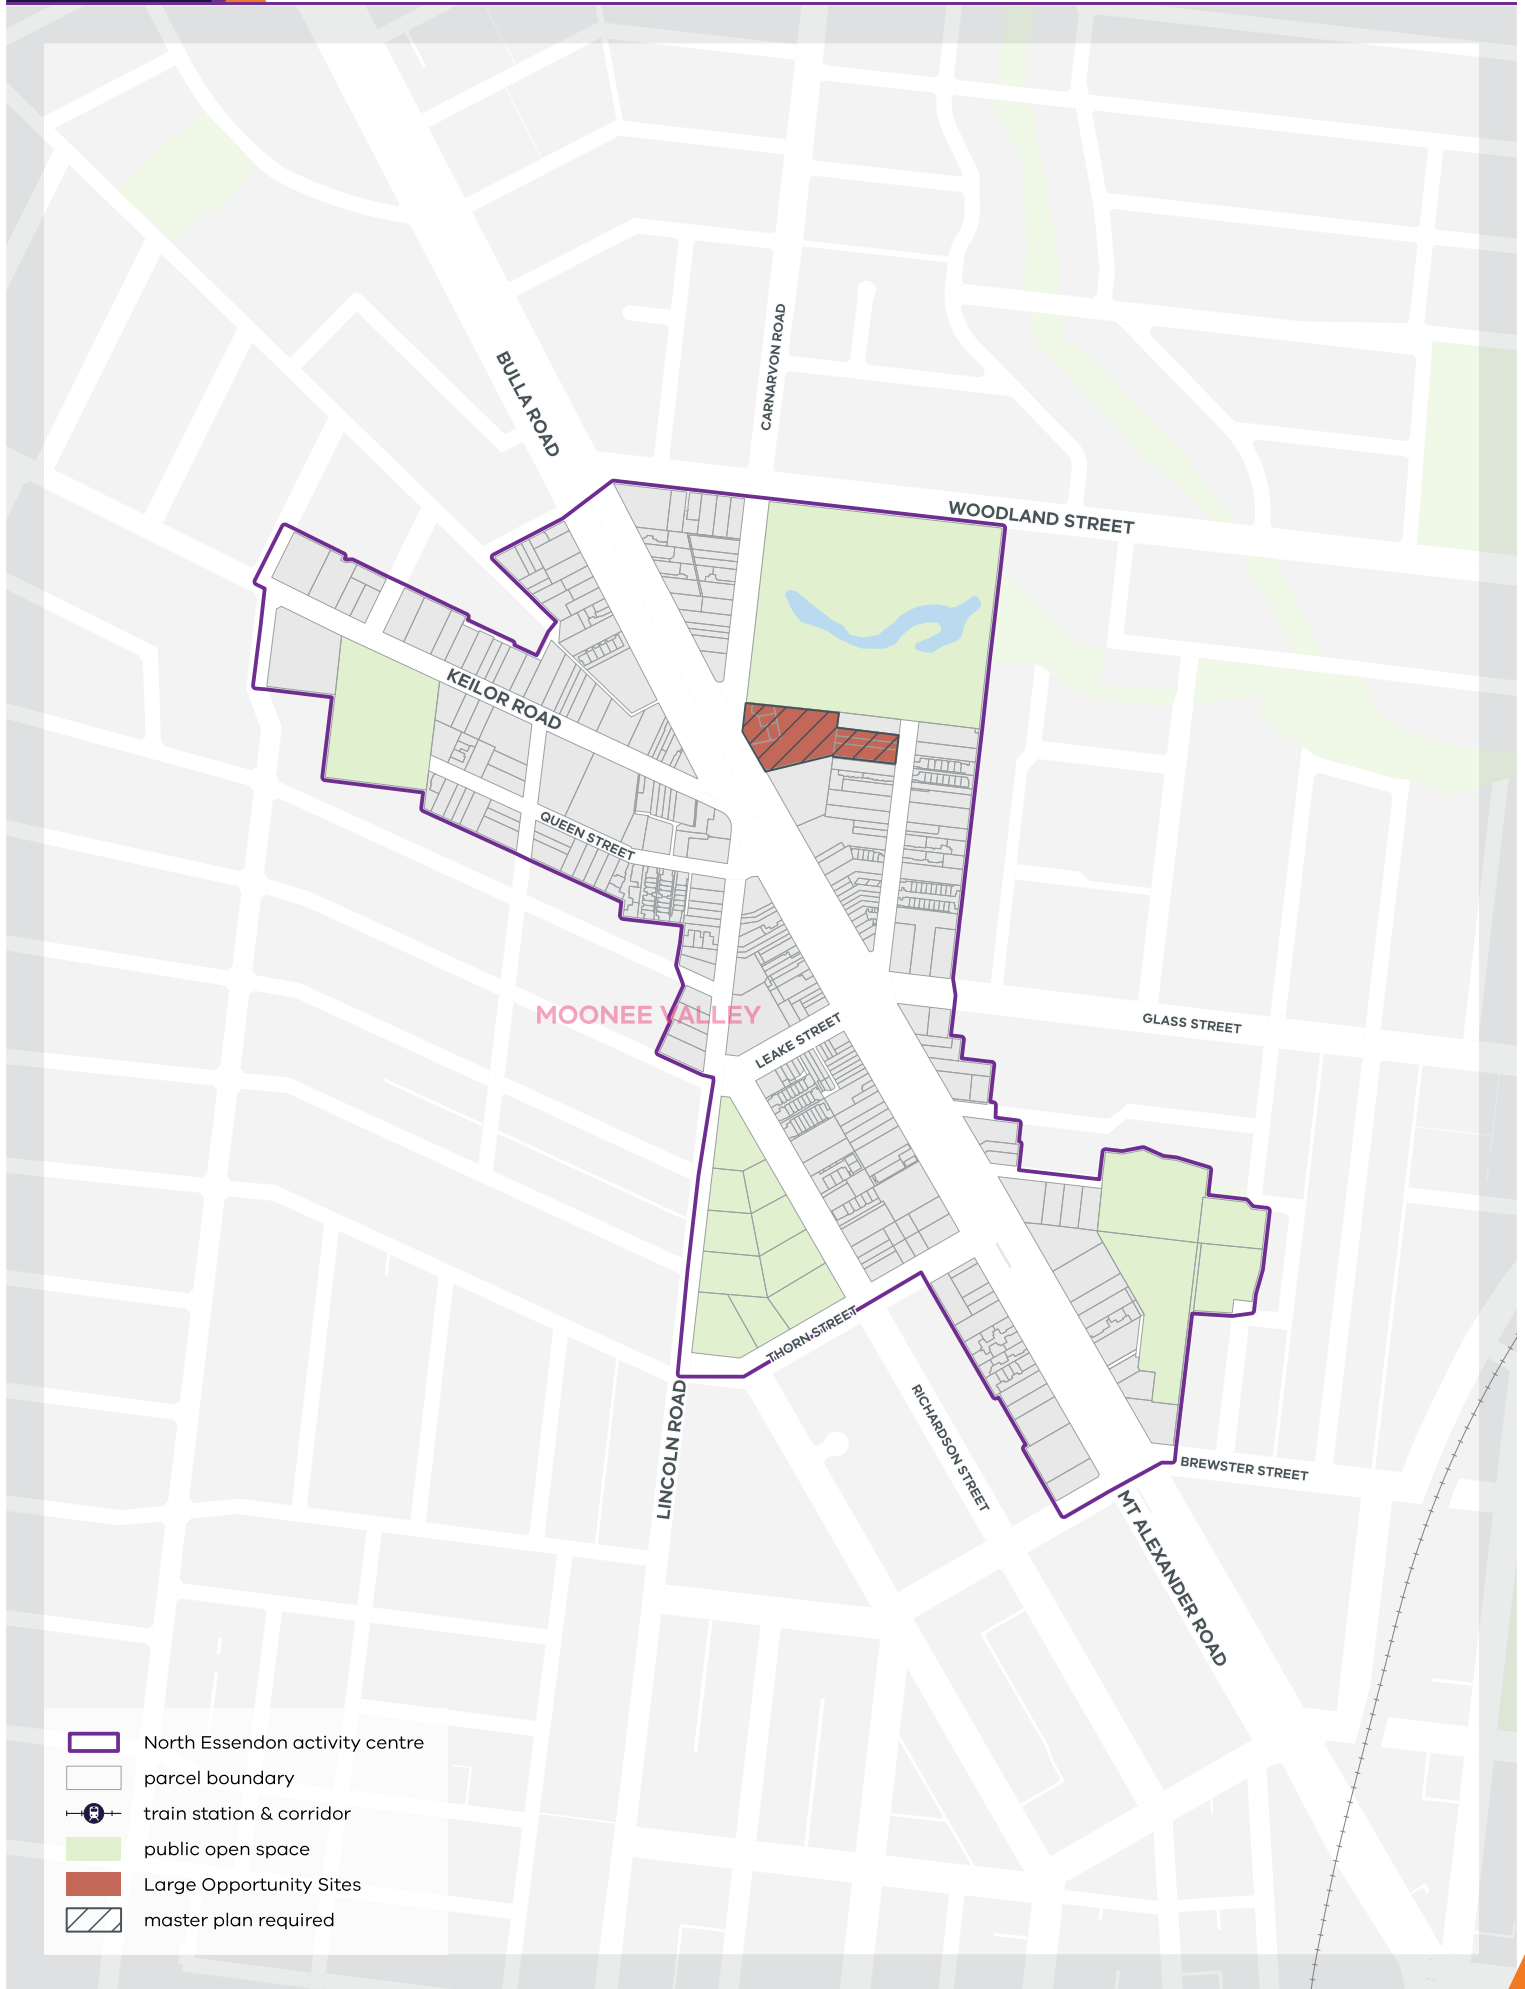 CARNARVON ROAD
BULLA ROAD
WOODLAND STREET
KEILOR ROAD
QUEEN STREET
MOONEE VALLEY
LEAKE STREET
GLASS STREET
THORN STREET
LINCOLN ROAD
RICHARDSON STREET
BREWSTER STREET
MT ALEXANDER ROAD
North Essendon activity centre
parcel boundary
train station & corridor
public open space
Large Opportunity Sites
master plan required